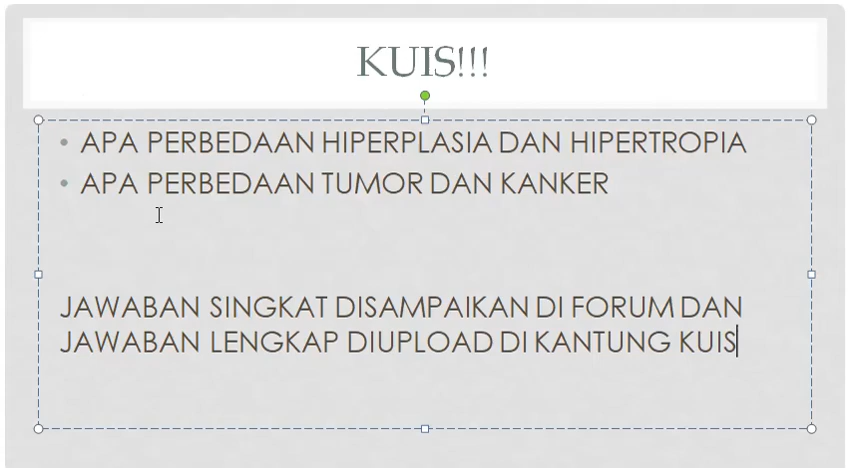 KUIS!!!
• APA PERBEDAAN HIPERPLASIA DAN HIPERTROPIA
• APA PERBEDAAN TUMOR DAN KANKER
JAWABAN SINGKAT DISAMPAIKAN DI FORUM DAN
JAWABAN LENGKAP DIUPLOAD DI KANTUNG KUIS